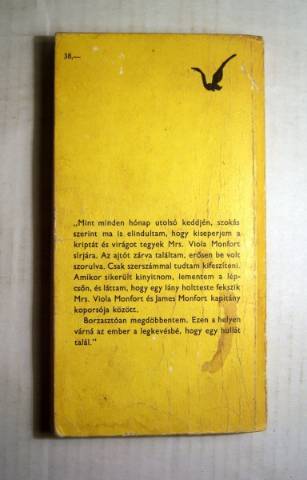 38,—
„Mint minden hónap utolsó keddjén, szokás
szerint ma is elindultam, hogy kiseperjem a
kriptát és virágot tegyek Mrs. Viola Monfort
sírjára. Az ajtót zárva találtam, erősen be volt
szorulva. Csak szerszámmal tudtam kifeszíteni.
Amikor sikerült kinyitnom, lementem a lép-
csőn, és láttam, hogy egy lány holtteste fekszik
Mrs. Viola Monfort és James Monfort kapitány
koporsója között.
Borzasztóan megdöbbentem. Ezen a helyen
várná az ember a legkevésbé, hogy egy hullát
talál.”